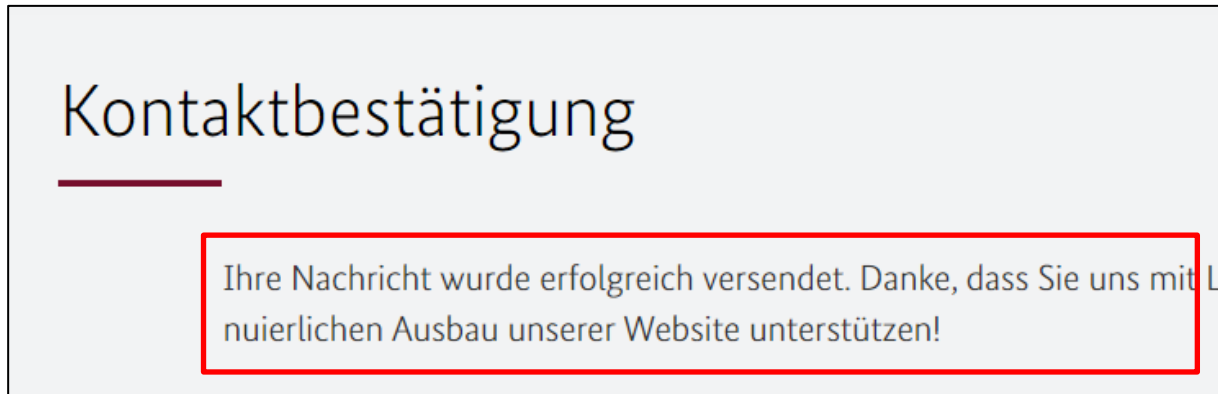 Kontaktbestätigung
Ihre Nachricht wurde erfolgreich versendet. Danke, dass Sie uns mit L
nuierlichen Ausbau unserer Website unterstützen!